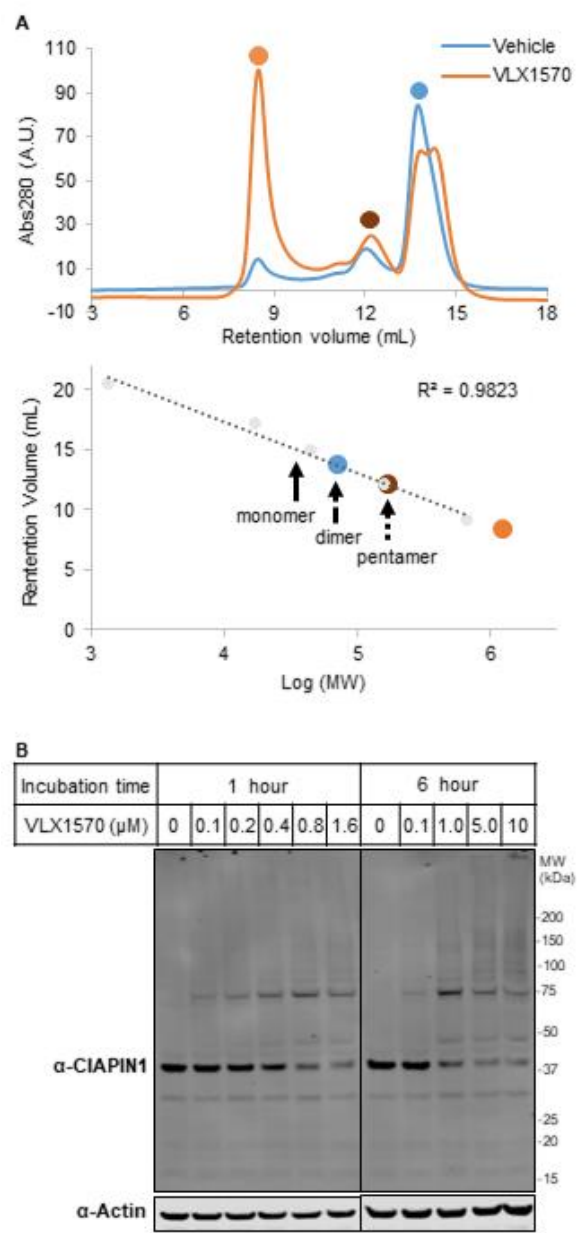 A
110
90
70
50
30
10
-10
Abs280 (A.U.)
Vehicle
VLX1570
3 6 9 12 15 18
Retention volume (mL)
20
15
10
5
0
Rentention Volume (mL)
R² = 0.9823
monomer
dimer
pentamer
3 4 5 6
Log (MW)
B
Incubation time 1 hour 6 hour
VLX1570 (µM) 0 0.1 0.2 0.4 0.8 1.6 0 0.1 1.0 5.0 10
MW
(kDa)
-200
-150
-100
-75
-50
α-CIAPIN1 -37
-25
-20
-15
α-Actin